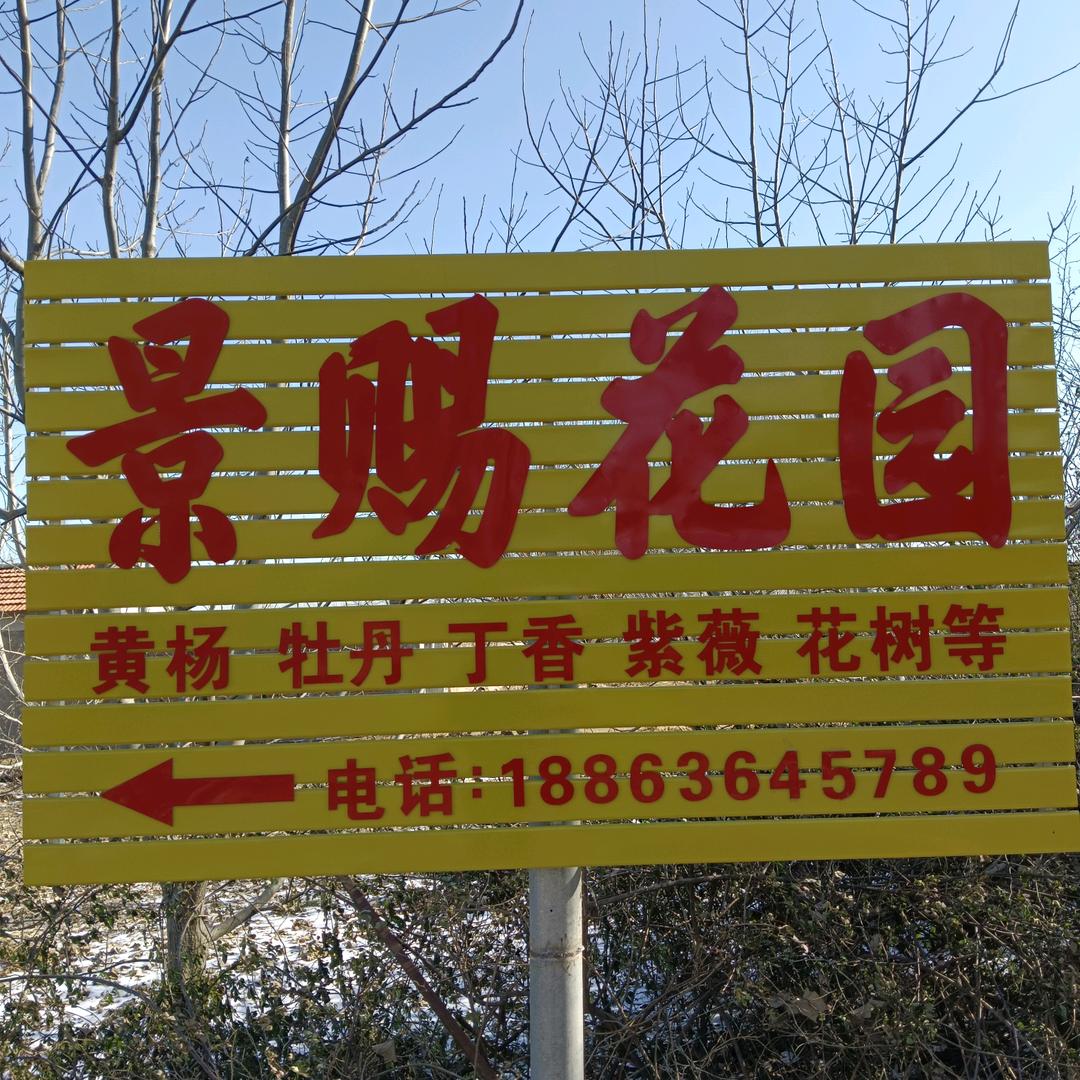 景赐花园
黄杨 牡丹 丁香 紫薇 花树等
电话:18863645789